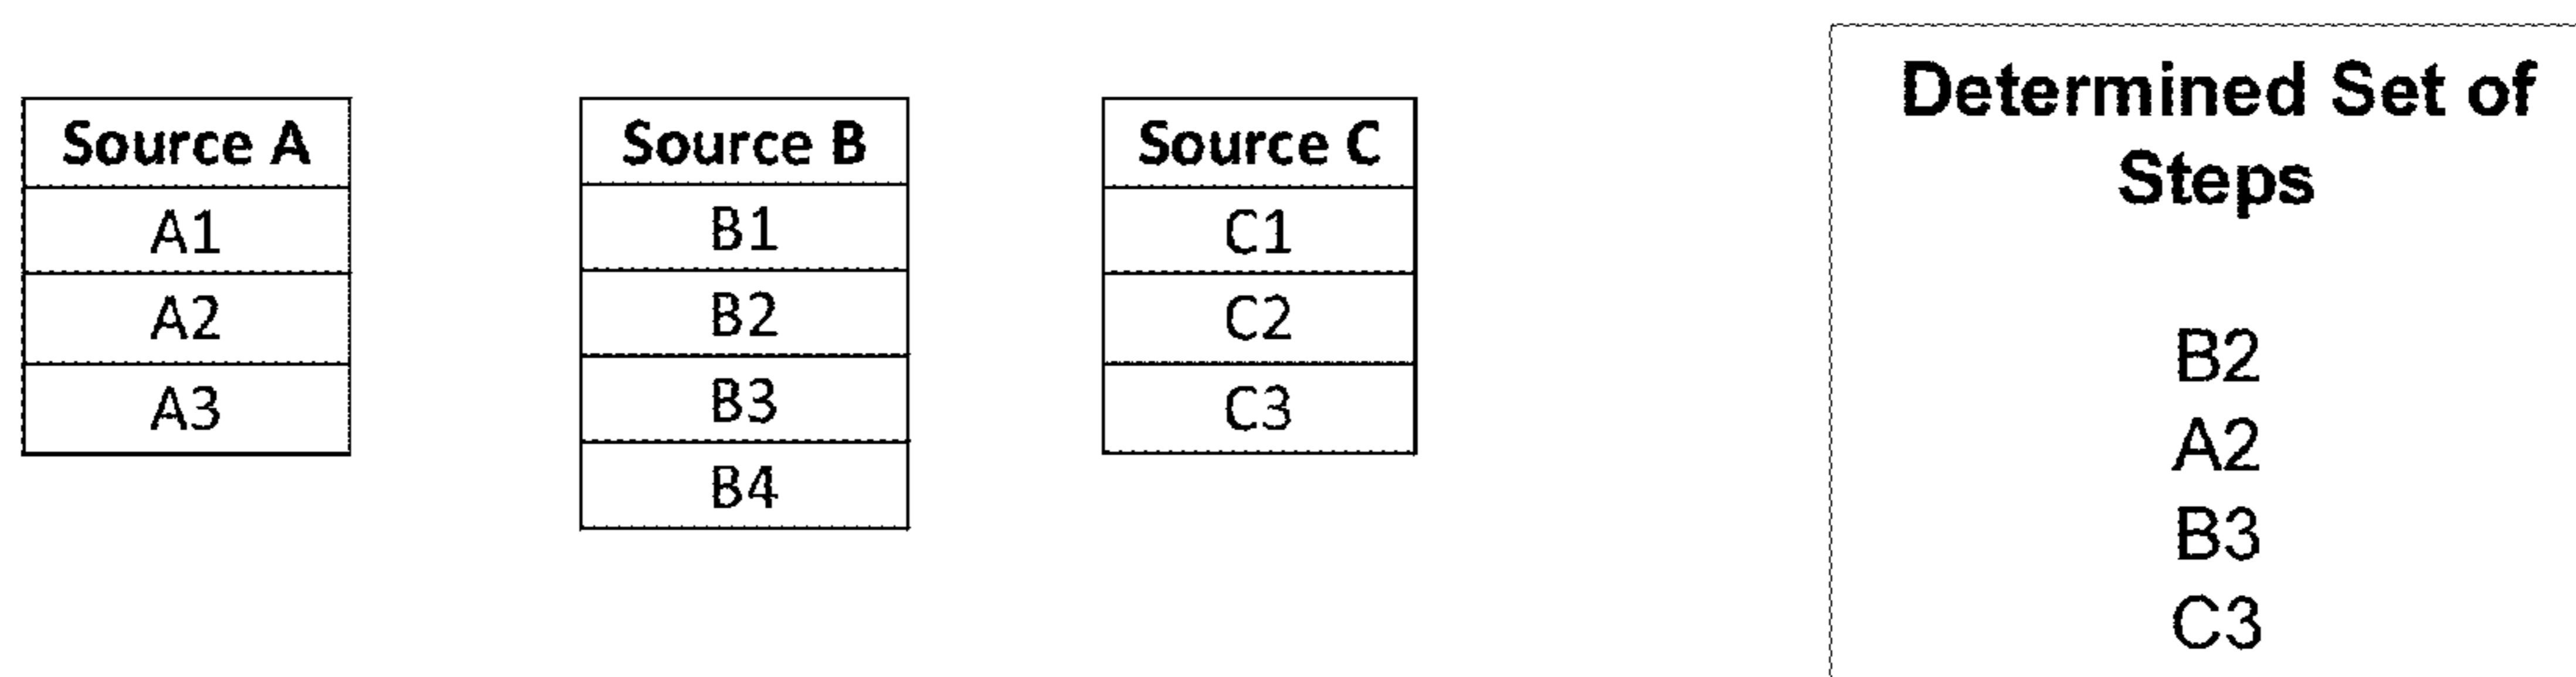 Source A
A1
A2
A3
Source B
B1
B2
B3
B4
Source C
C1
C2
C3
Determined Set of
Steps
B2
A2
B3
C3